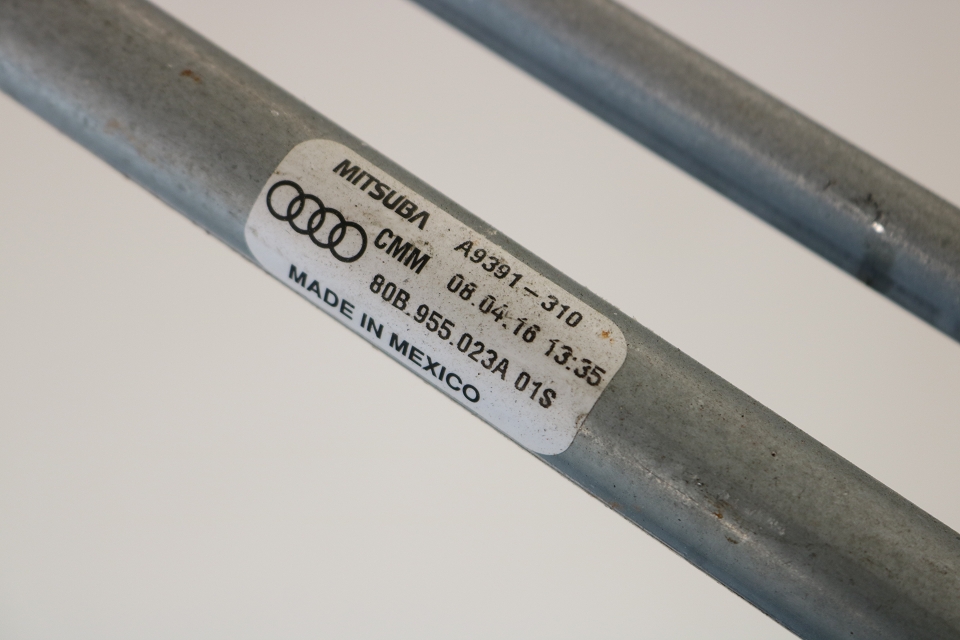 MITSUBA
A9391-310
CMM 08.04.16 13:35
80B.955.023A 01S
MADE IN MEXICO